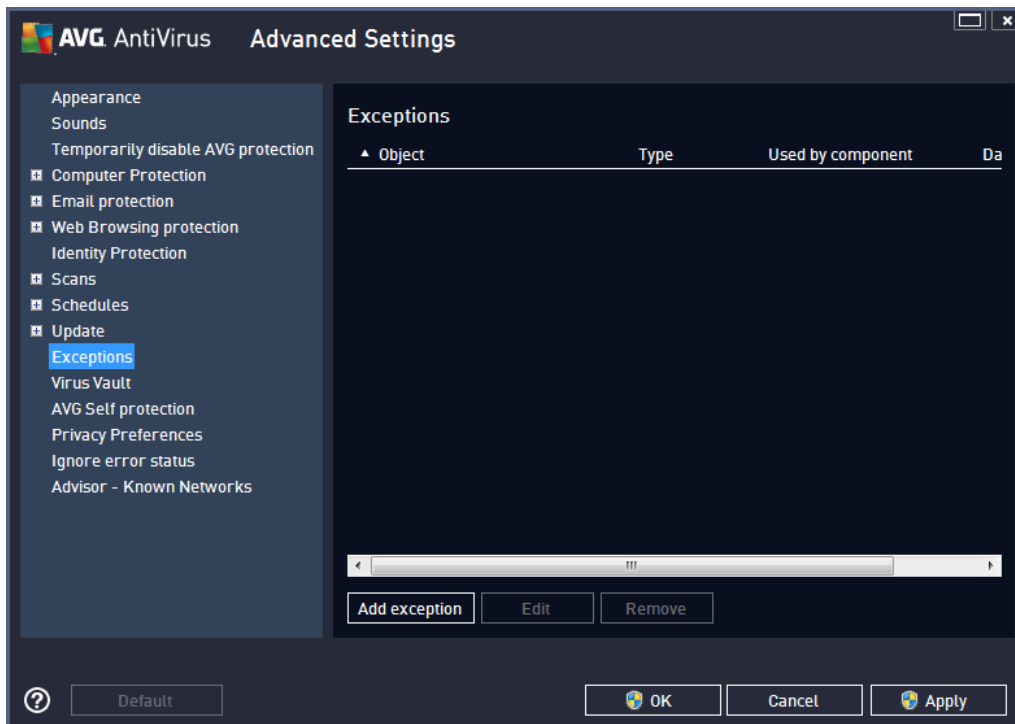 AVG. AntiVirus Advanced Settings
Appearance
Sounds
Temporarily disable AVG protection
Computer Protection
Email protection
Web Browsing protection
Identity Protection
Scans
Schedules
Update
Exceptions
Virus Vault
AVG Self protection
Privacy Preferences
Ignore error status
Advisor - Known Networks
Exceptions
Object Type Used by component Da
Add exception Edit Remove
? Default OK Cancel Apply